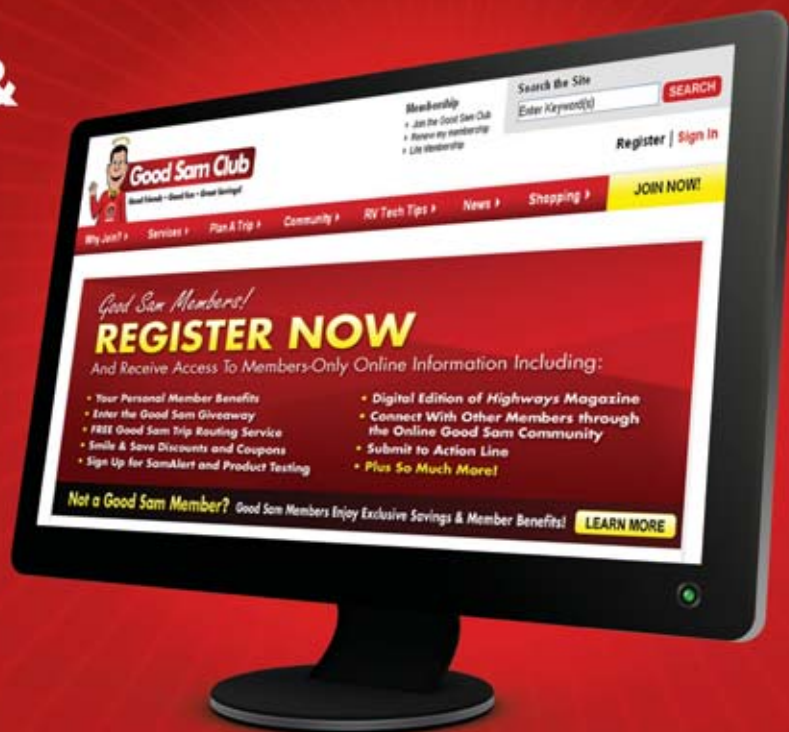 &
Membership
Join the Good Sam Club
Renew my membership
Life Membership
Search the Site
Enter Keyword(s)
SEARCH
Register | Sign In
Good Sam Club
Good Friends • Good Fun • Great Savings!
Why Join?
Services
Plan A Trip
Community
RV Tech Tips
News
Shopping
JOIN NOW!
Good Sam Members!
REGISTER NOW
And Receive Access To Members-Only Online Information Including:
• Your Personal Member Benefits
• Enter the Good Sam Giveaway
• FREE Good Sam Trip Routing Service
• Smile & Save Discounts and Coupons
• Sign Up for SamAlert and Product Testing
• Digital Edition of Highways Magazine
• Connect With Other Members through
the Online Good Sam Community
• Submit to Action Line
• Plus So Much More!
Not a Good Sam Member? Good Sam Members Enjoy Exclusive Savings & Member Benefits!
LEARN MORE